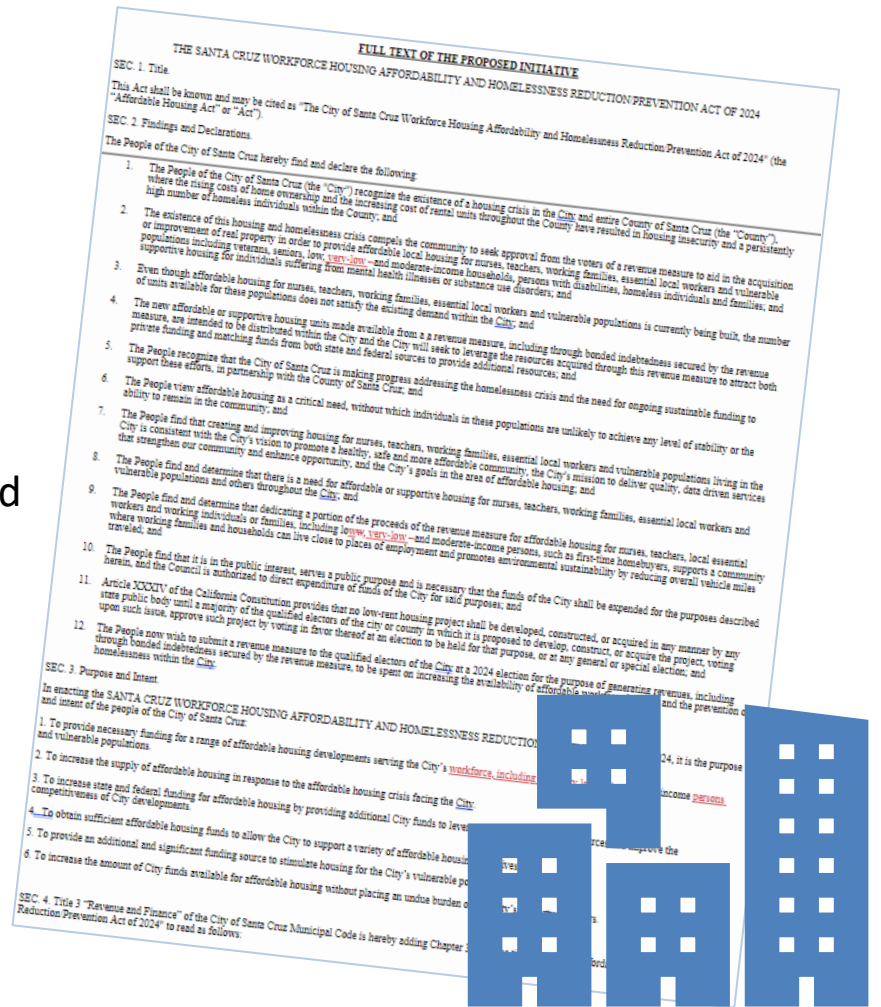 FULL TEXT OF THE PROPOSED INITIATIVE
THE SANTA CRUZ WORKFORCE HOUSING AFFORDABILITY AND HOMELESSNESS REDUCTION/PREVENTION ACT OF 2024
SEC. 1. Title.
This Act shall be known and may be cited as "The City of Santa Cruz Workforce Housing Affordability and Homelessness Reduction/Prevention Act of 2024" (the
"Affordable Housing Act" or "Act").
SEC. 2. Findings and Declarations.
The People of the City of Santa Cruz hereby find and declare the following:
1. The People of the City of Santa Cruz (the "City") recognize the existence of a housing crisis in the City and entire County of Santa Cruz (the "County"),
where the rising costs of home ownership and the increasing cost of rental units throughout the County have resulted in housing insecurity and a persistently
high number of homeless individuals within the County; and
2. The existence of this housing and homelessness crisis compels the community to seek approval from the voters of a revenue measure to aid in the acquisition
or improvement of real property in order to provide affordable local housing for nurses, teachers, working families, essential local workers and vulnerable
populations including veterans, seniors, low, very-low –and moderate-income households, persons with disabilities, homeless individuals and families; and
supportive housing for individuals suffering from mental health illnesses or substance use disorders; and
3. Even though affordable housing for nurses, teachers, working families, essential local workers and vulnerable populations is currently being built, the number
of units available for these populations does not satisfy the existing demand within the City; and
4. The new affordable or supportive housing units made available from a a revenue measure, including through bonded indebtedness secured by the revenue
measure, are intended to be distributed within the City and the City will seek to leverage the resources acquired through this revenue measure to attract both
private funding and matching funds from both state and federal sources to provide additional resources; and
5. The People recognize that the City of Santa Cruz is making progress addressing the homelessness crisis and the need for ongoing sustainable funding to
support these efforts, in partnership with the County of Santa Cruz; and
6. The People view affordable housing as a critical need, without which individuals in these populations are unlikely to achieve any level of stability or the
ability to remain in the community; and
7. The People find that creating and improving housing for nurses, teachers, working families, essential local workers and vulnerable populations living in the
City is consistent with the City's vision to promote a healthy, safe and more affordable community, the City's mission to deliver quality, data driven services
that strengthen our community and enhance opportunity, and the City's goals in the area of affordable housing; and
8. The People find and determine that there is a need for affordable or supportive housing for nurses, teachers, working families, essential local workers and
vulnerable populations and others throughout the City; and
d
9. The People find and determine that dedicating a portion of the proceeds of the revenue measure for affordable housing for nurses, teachers, local essential
workers and working individuals or families, including loww, very-low –and moderate-income persons, such as first-time homebuyers, supports a community
where working families and households can live close to places of employment and promotes environmental sustainability by reducing overall vehicle miles
traveled; and
10. The People find that it is in the public interest, serves a public purpose and is necessary that the funds of the City shall be expended for the purposes described
herein, and the Council is authorized to direct expenditure of funds of the City for said purposes; and
11. Article XXXIV of the California Constitution provides that no low-rent housing project shall be developed, constructed, or acquired in any manner by any
state public body until a majority of the qualified electors of the city or county in which it is proposed to develop, construct, or acquire the project, voting
upon such issue, approve such project by voting in favor thereof at an election to be held for that purpose, or at any general or special election; and
12. The People now wish to submit a revenue measure to the qualified electors of the City at a 2024 election for the purpose of generating revenues, including
through bonded indebtedness secured by the revenue measure, to be spent on increasing the availability of affordable and the prevention
homelessness within the City.
SEC. 3. Purpose and Intent.
In enacting the SANTA CRUZ WORKFORCE HOUSING AFFORDABILITY AND HOMELESSNESS REDUCTION 24, it is the purpose
and intent of the people of the City of Santa Cruz:
1. To provide necessary funding for a range of affordable housing developments serving the City's workforce, including income persons
and vulnerable populations.
2. To increase the supply of affordable housing in response to the affordable housing crisis facing the City.
3. To increase state and federal funding for affordable housing by providing additional City funds to the
competitiveness of City developments.
4. To obtain sufficient affordable housing funds to allow the City to support a variety of affordable
5. To provide an additional and significant funding source to stimulate housing for the City's vulnerable
6. To increase the amount of City funds available for affordable housing without placing an undue burden
SEC. 4. Title 3 "Revenue and Finance" of the City of Santa Cruz Municipal Code is hereby adding Chapter
Reduction/Prevention Act of 2024" to read as follows: